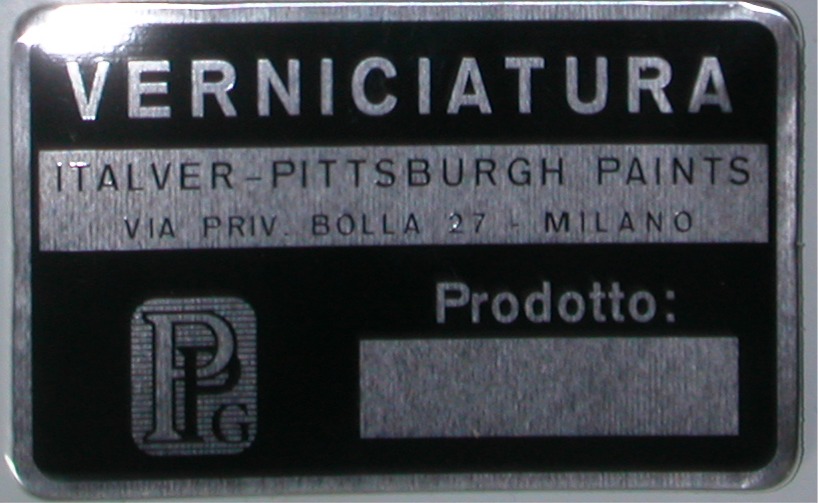 VERNICIATURA
ITALVER-PITTSBURGH PAINTS
VIA PRIV. BOLLA 27 - MILANO
Prodotto:
PPG